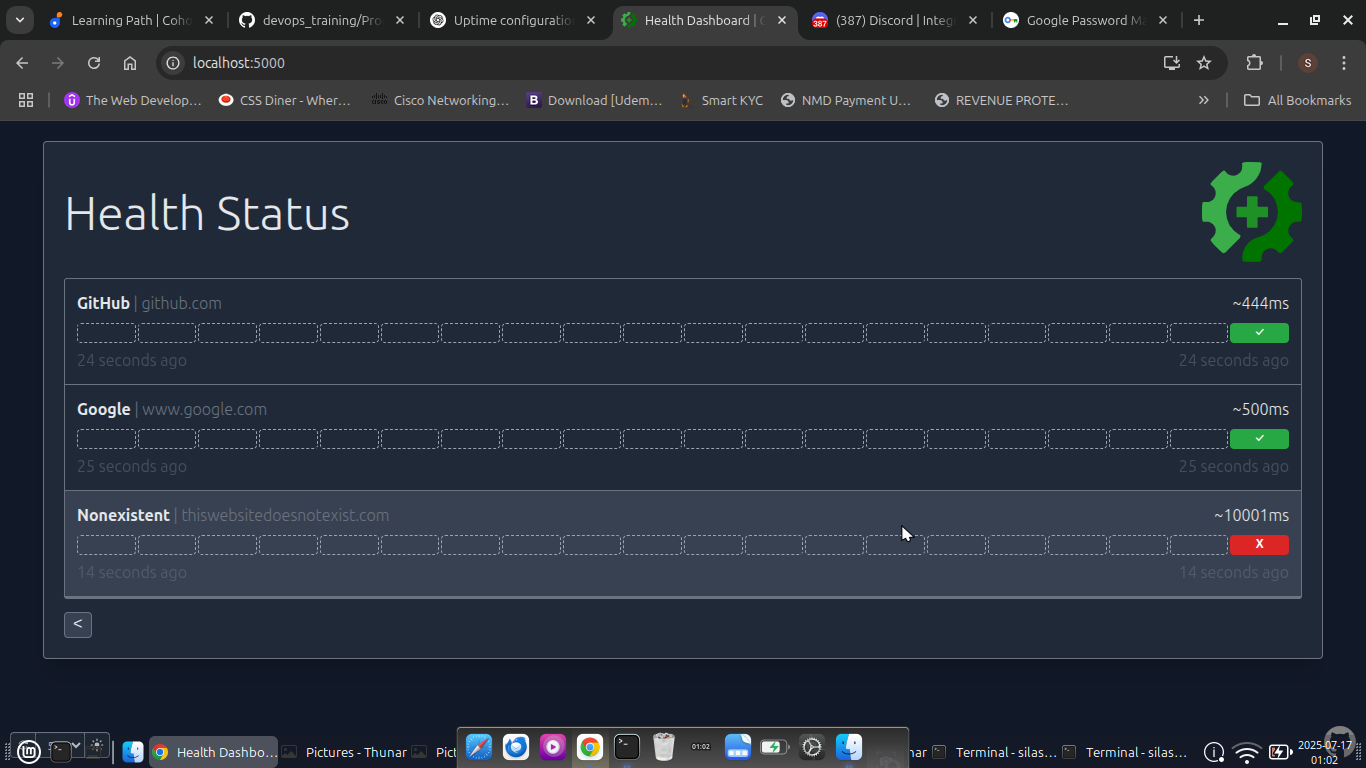 Learning Path | Coho
devops_training/Pro
Uptime configuratio
Health Dashboard | G
(387) Discord | Integ
Google Password Ma
localhost:5000
S
The Web Develop...
CSS Diner - Wher...
Cisco Networking...
Download [Udem...
Smart KYC
NMD Payment U...
REVENUE PROTE...
All Bookmarks
Health Status
GitHub | github.com
~444ms
24 seconds ago
24 seconds ago
Google | www.google.com
~500ms
25 seconds ago
25 seconds ago
Nonexistent | thiswebsitedoesnotexist.com
~10001ms
X
14 seconds ago
14 seconds ago
<
Health Dashbo...
Pictures - Thunar
Pict
01:02
nar
Terminal - silas...
Terminal - silas...
2025-07-17
01:02